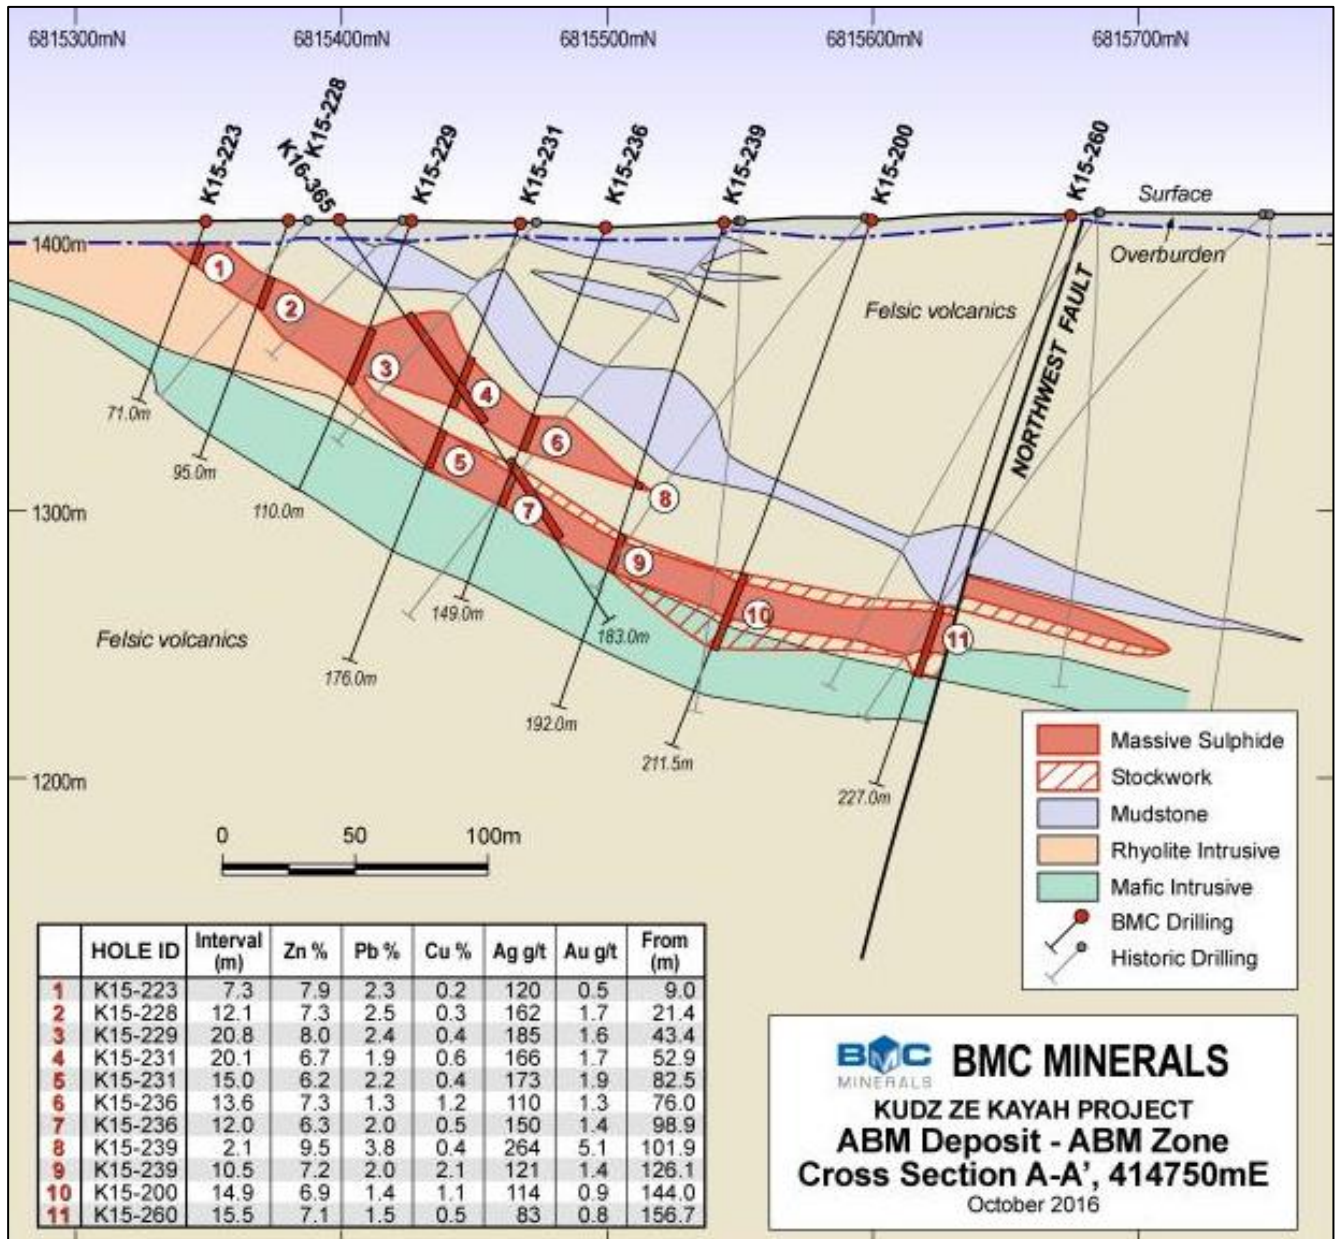 6815300mN 6815400mN 6815500mN 6815600mN 6815700mN
K15-223
K16-365
K15-228
K15-229
K15-231
K15-236
K15-239
K15-200
K15-260
Surface
Overburden
1400m
1300m
1200m
Felsic volcanics
NORTHWEST FAULT
Felsic volcanics
1
2
3
4
5
6
7
8
9
10
11
71.0m
95.0m
110.0m
176.0m
149.0m
183.0m
192.0m
211.5m
227.0m
0 50 100m
Massive Sulphide
Stockwork
Mudstone
Rhyolite Intrusive
Mafic Intrusive
BMC Drilling
Historic Drilling
HOLE ID Interval (m) Zn % Pb % Cu % Ag g/t Au g/t From (m)
1 K15-223 7.3 7.9 2.3 0.2 120 0.5 9.0
2 K15-228 12.1 7.3 2.5 0.3 162 1.7 21.4
3 K15-229 20.8 8.0 2.4 0.4 185 1.6 43.4
4 K15-231 20.1 6.7 1.9 0.6 166 1.7 52.9
5 K15-231 15.0 6.2 2.2 0.4 173 1.9 82.5
6 K15-236 13.6 7.3 1.3 1.2 110 1.3 76.0
7 K15-236 12.0 6.3 2.0 0.5 150 1.4 98.9
8 K15-239 2.1 9.5 3.8 0.4 264 5.1 101.9
9 K15-239 10.5 7.2 2.0 2.1 121 1.4 126.1
10 K15-200 14.9 6.9 1.4 1.1 114 0.9 144.0
11 K15-260 15.5 7.1 1.5 0.5 83 0.8 156.7
BMC
MINERALS
BMC MINERALS
KUDZ ZE KAYAH PROJECT
ABM Deposit - ABM Zone
Cross Section A-A', 414750mE
October 2016